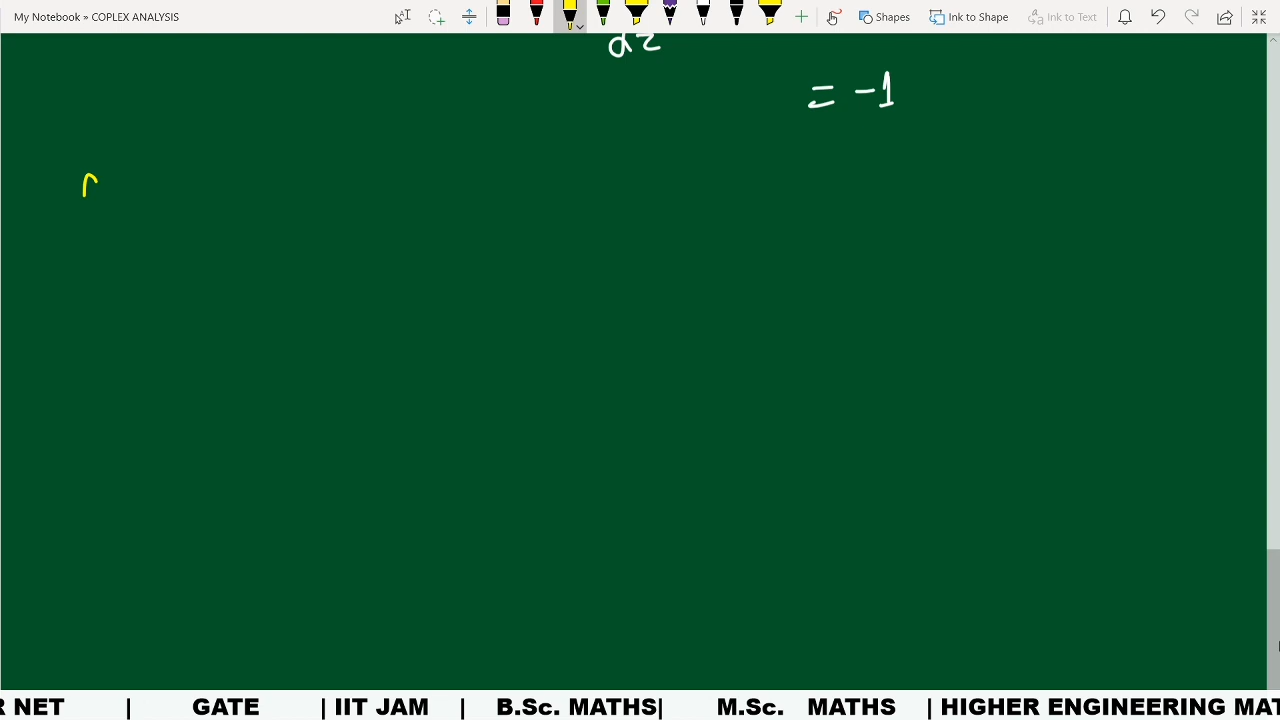 My Notebook » COPLEX ANALYSIS
Shapes
Ink to Shape
Ink to Text
dz
= -1
R NET | GATE | IIT JAM | B.Sc. MATHS| M.Sc. MATHS | HIGHER ENGINEERING MAT